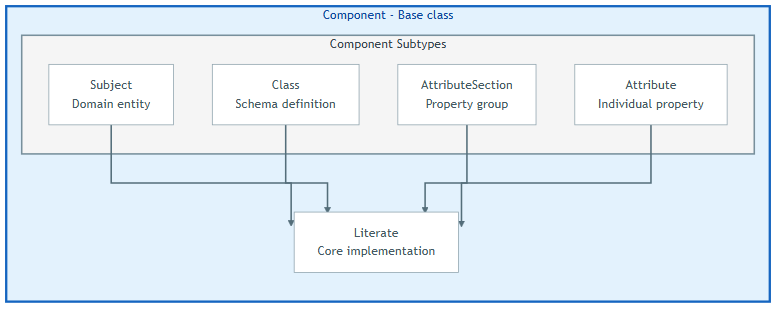 Component - Base class
Component Subtypes
Subject
Domain entity
Class
Schema definition
AttributeSection
Property group
Attribute
Individual property
Literate
Core implementation